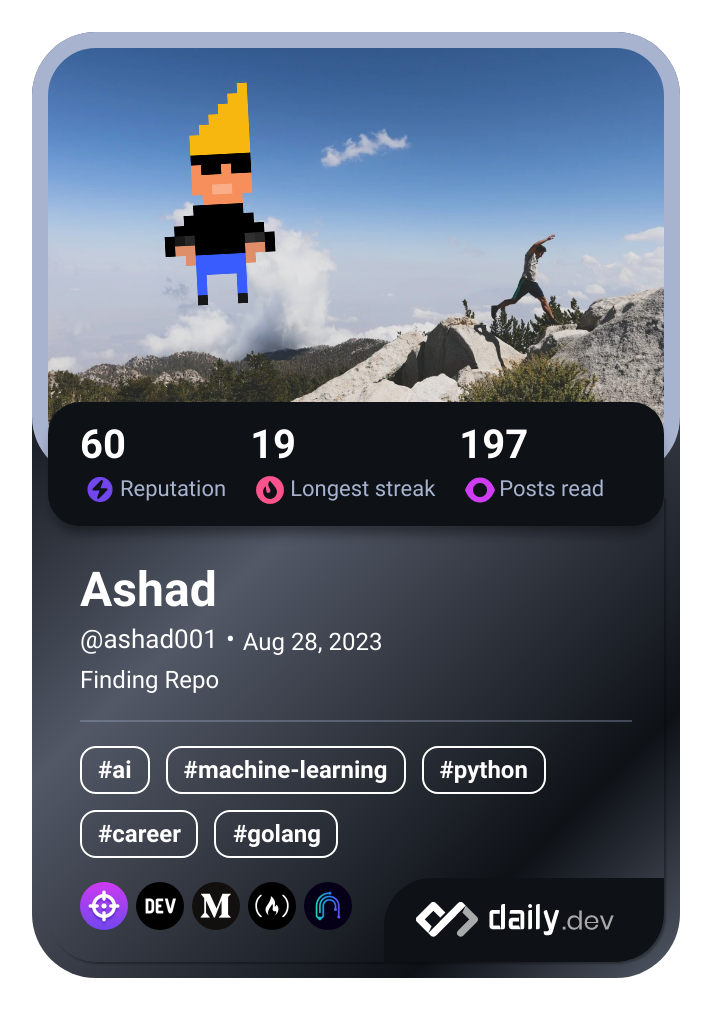 60 19 197
Reputation Longest streak Posts read
Ashad
@ashad001 • Aug 28, 2023
Finding Repo
#ai #machine-learning #python
#career #golang
DEV M daily.dev